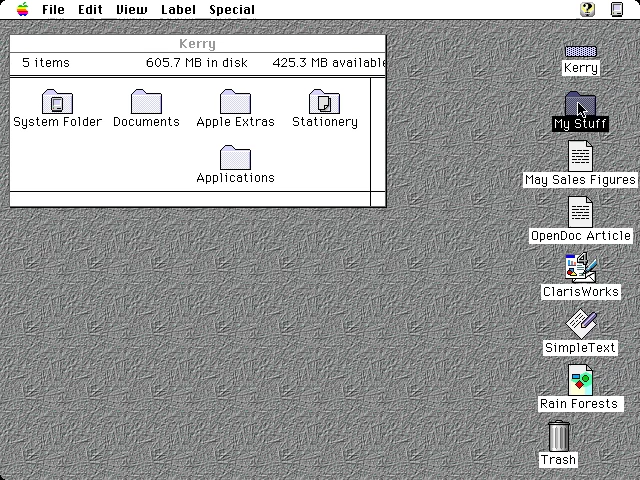 File Edit View Label Special
Kerry
5 items 605.7 MB in disk 425.3 MB available
System Folder Documents Apple Extras Stationery
Applications
Kerry
My Stuff
May Sales Figures
OpenDoc Article
ClarisWorks
SimpleText
Rain Forests
Trash